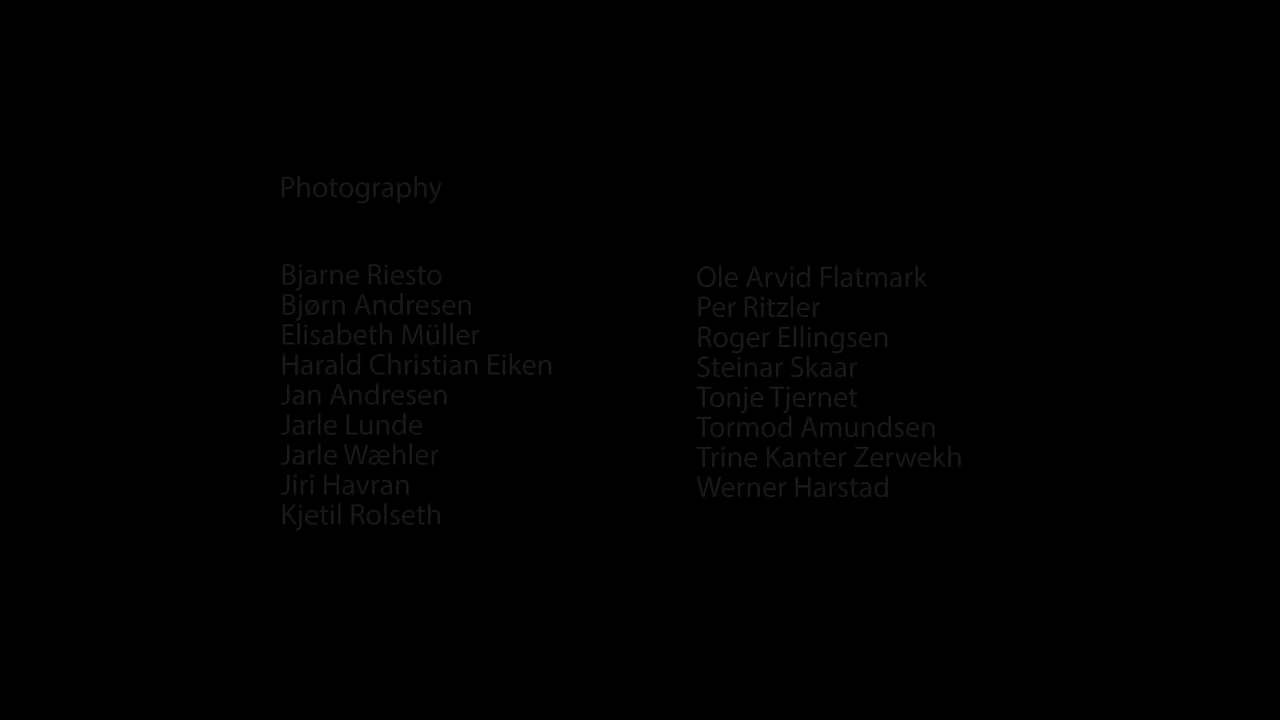 Photography
Bjarne Riesto
Bjørn Andresen
Elisabeth Müller
Harald Christian Eiken
Jan Andresen
Jarle Lunde
Jarle Wæhler
Jiri Havran
Kjetil Rolseth
Ole Arvid Flatmark
Per Ritzler
Roger Ellingsen
Steinar Skaar
Tonje Tjernet
Tormod Amundsen
Trine Kanter Zerwekh
Werner Harstad